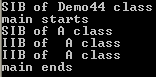 SIB of Demo44 class
main starts
SIB of A class
IIB of  A class
IIB of  A class
main ends